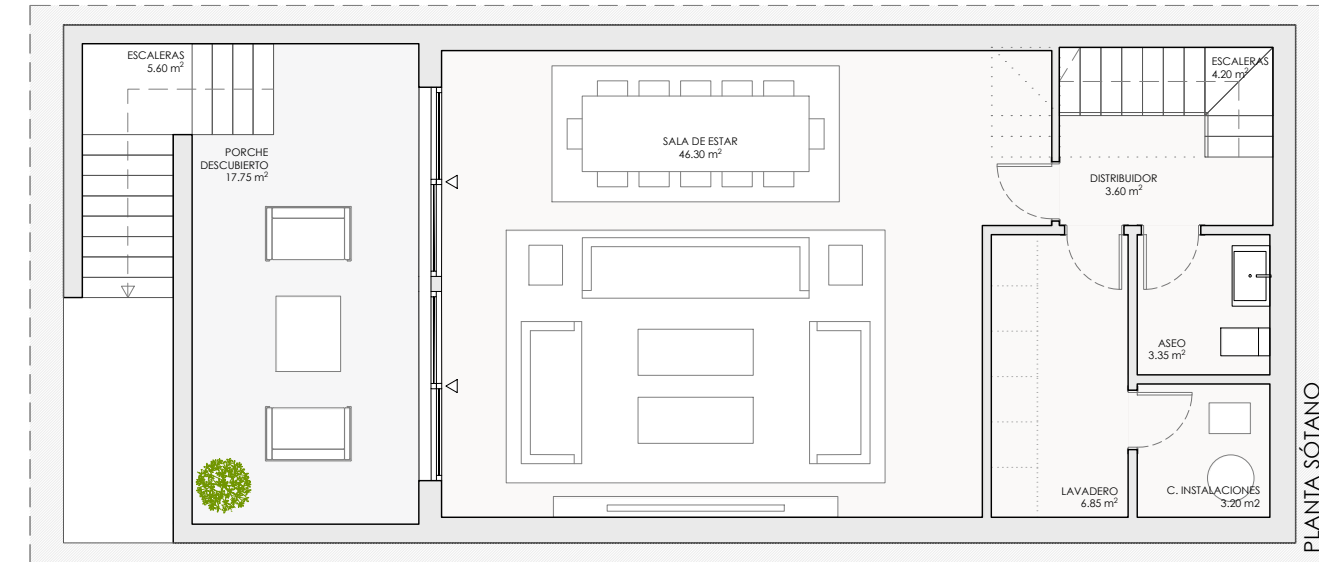 ESCALERAS
5.60 m²
PORCHE
DESCUBIERTO
17.75 m²
SALA DE ESTAR
46.30 m²
ESCALERAS
4.20 m²
DISTRIBUIDOR
3.60 m²
ASEO
3.35 m²
LAVADERO
6.85 m²
C. INSTALACIONES
3.20 m2
PLANTA SÓTANO